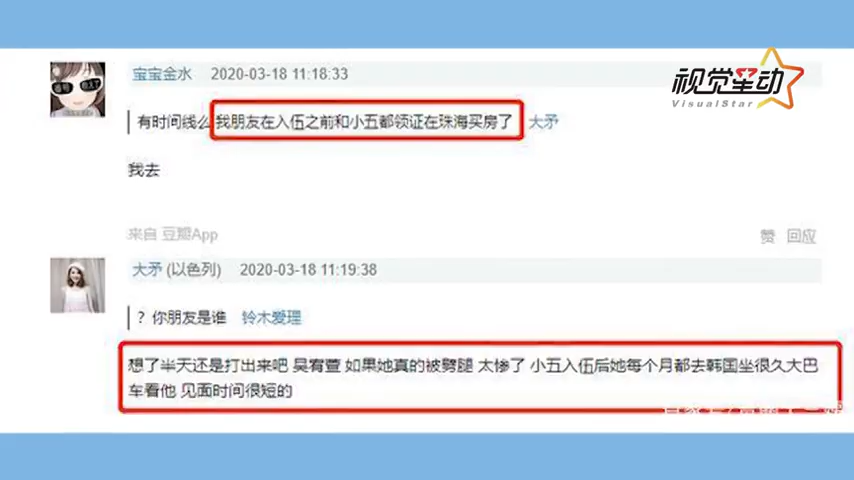 视觉星动
VisualStar
宝宝金水 2020-03-18 11:18:33
有时间线么 我朋友在入伍之前和小五都领证在珠海买房了 大矛
我去
来自 豆瓣App
赞 回应
大矛 (以色列) 2020-03-18 11:19:38
？你朋友是谁 铃木爱理
想了半天还是打出来吧 吴宥萱 如果她真的被劈腿 太惨了 小五入伍后她每个月都去韩国坐很久大巴
车看他 见面时间很短的